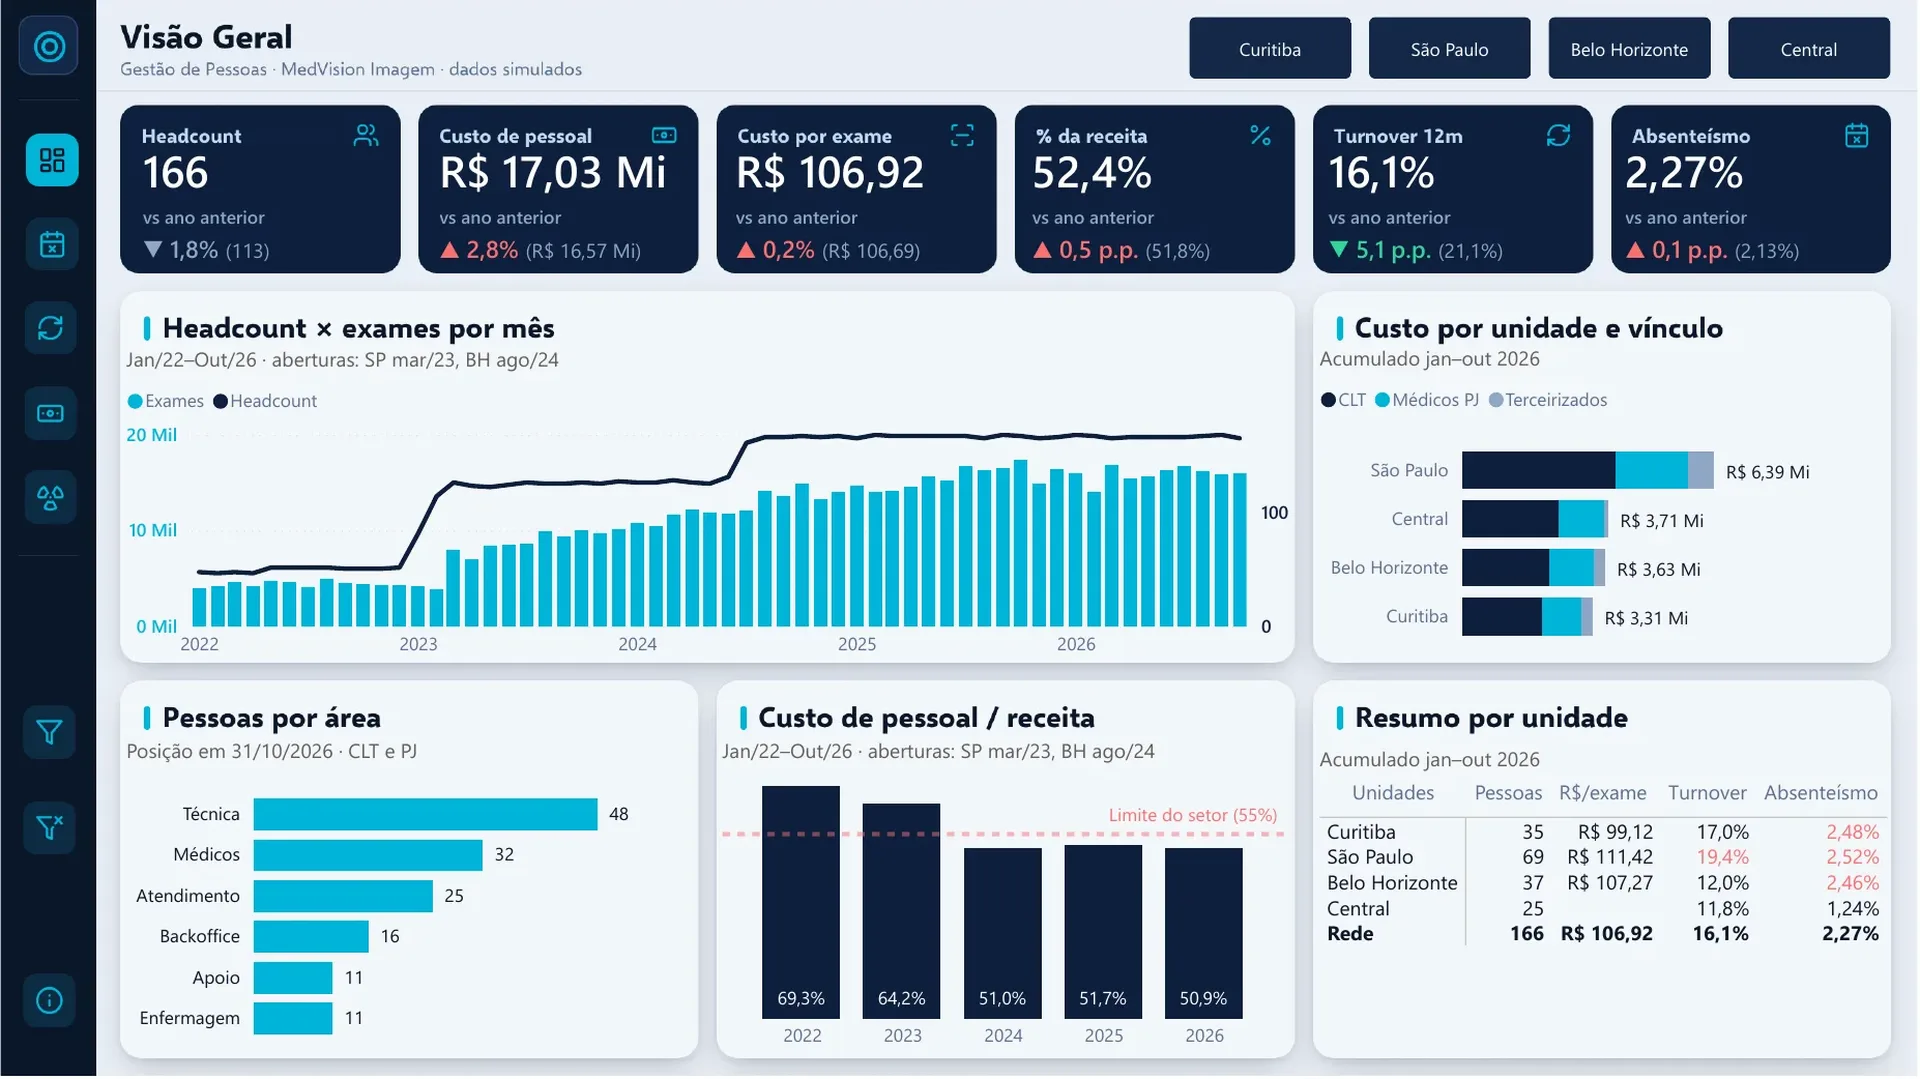 Visão Geral
Gestão de Pessoas · MedVision Imagem · dados simulados
Curitiba
São Paulo
Belo Horizonte
Central
Headcount
166
vs ano anterior
▼ 1,8% (113)
Custo de pessoal
R$ 17,03 Mi
vs ano anterior
▲ 2,8% (R$ 16,57 Mi)
Custo por exame
R$ 106,92
vs ano anterior
▲ 0,2% (R$ 106,69)
% da receita
52,4%
vs ano anterior
▲ 0,5 p.p. (51,8%)
Turnover 12m
16,1%
vs ano anterior
▼ 5,1 p.p. (21,1%)
Absenteísmo
2,27%
vs ano anterior
▲ 0,1 p.p. (2,13%)
Headcount × exames por mês
Jan/22–Out/26 · aberturas: SP mar/23, BH ago/24
Exames Headcount
20 Mil
10 Mil
0 Mil
100
0
2022 2023 2024 2025 2026
Custo por unidade e vínculo
Acumulado jan–out 2026
CLT Médicos PJ Terceirizados
São Paulo R$ 6,39 Mi
Central R$ 3,71 Mi
Belo Horizonte R$ 3,63 Mi
Curitiba R$ 3,31 Mi
Pessoas por área
Posição em 31/10/2026 · CLT e PJ
Técnica 48
Médicos 32
Atendimento 25
Backoffice 16
Apoio 11
Enfermagem 11
Custo de pessoal / receita
Jan/22–Out/26 · aberturas: SP mar/23, BH ago/24
Limite do setor (55%)
69,3% 64,2% 51,0% 51,7% 50,9%
2022 2023 2024 2025 2026
Resumo por unidade
Acumulado jan–out 2026
Unidades Pessoas R$/exame Turnover Absenteísmo
Curitiba 35 R$ 99,12 17,0% 2,48%
São Paulo 69 R$ 111,42 19,4% 2,52%
Belo Horizonte 37 R$ 107,27 12,0% 2,46%
Central 25 11,8% 1,24%
Rede 166 R$ 106,92 16,1% 2,27%